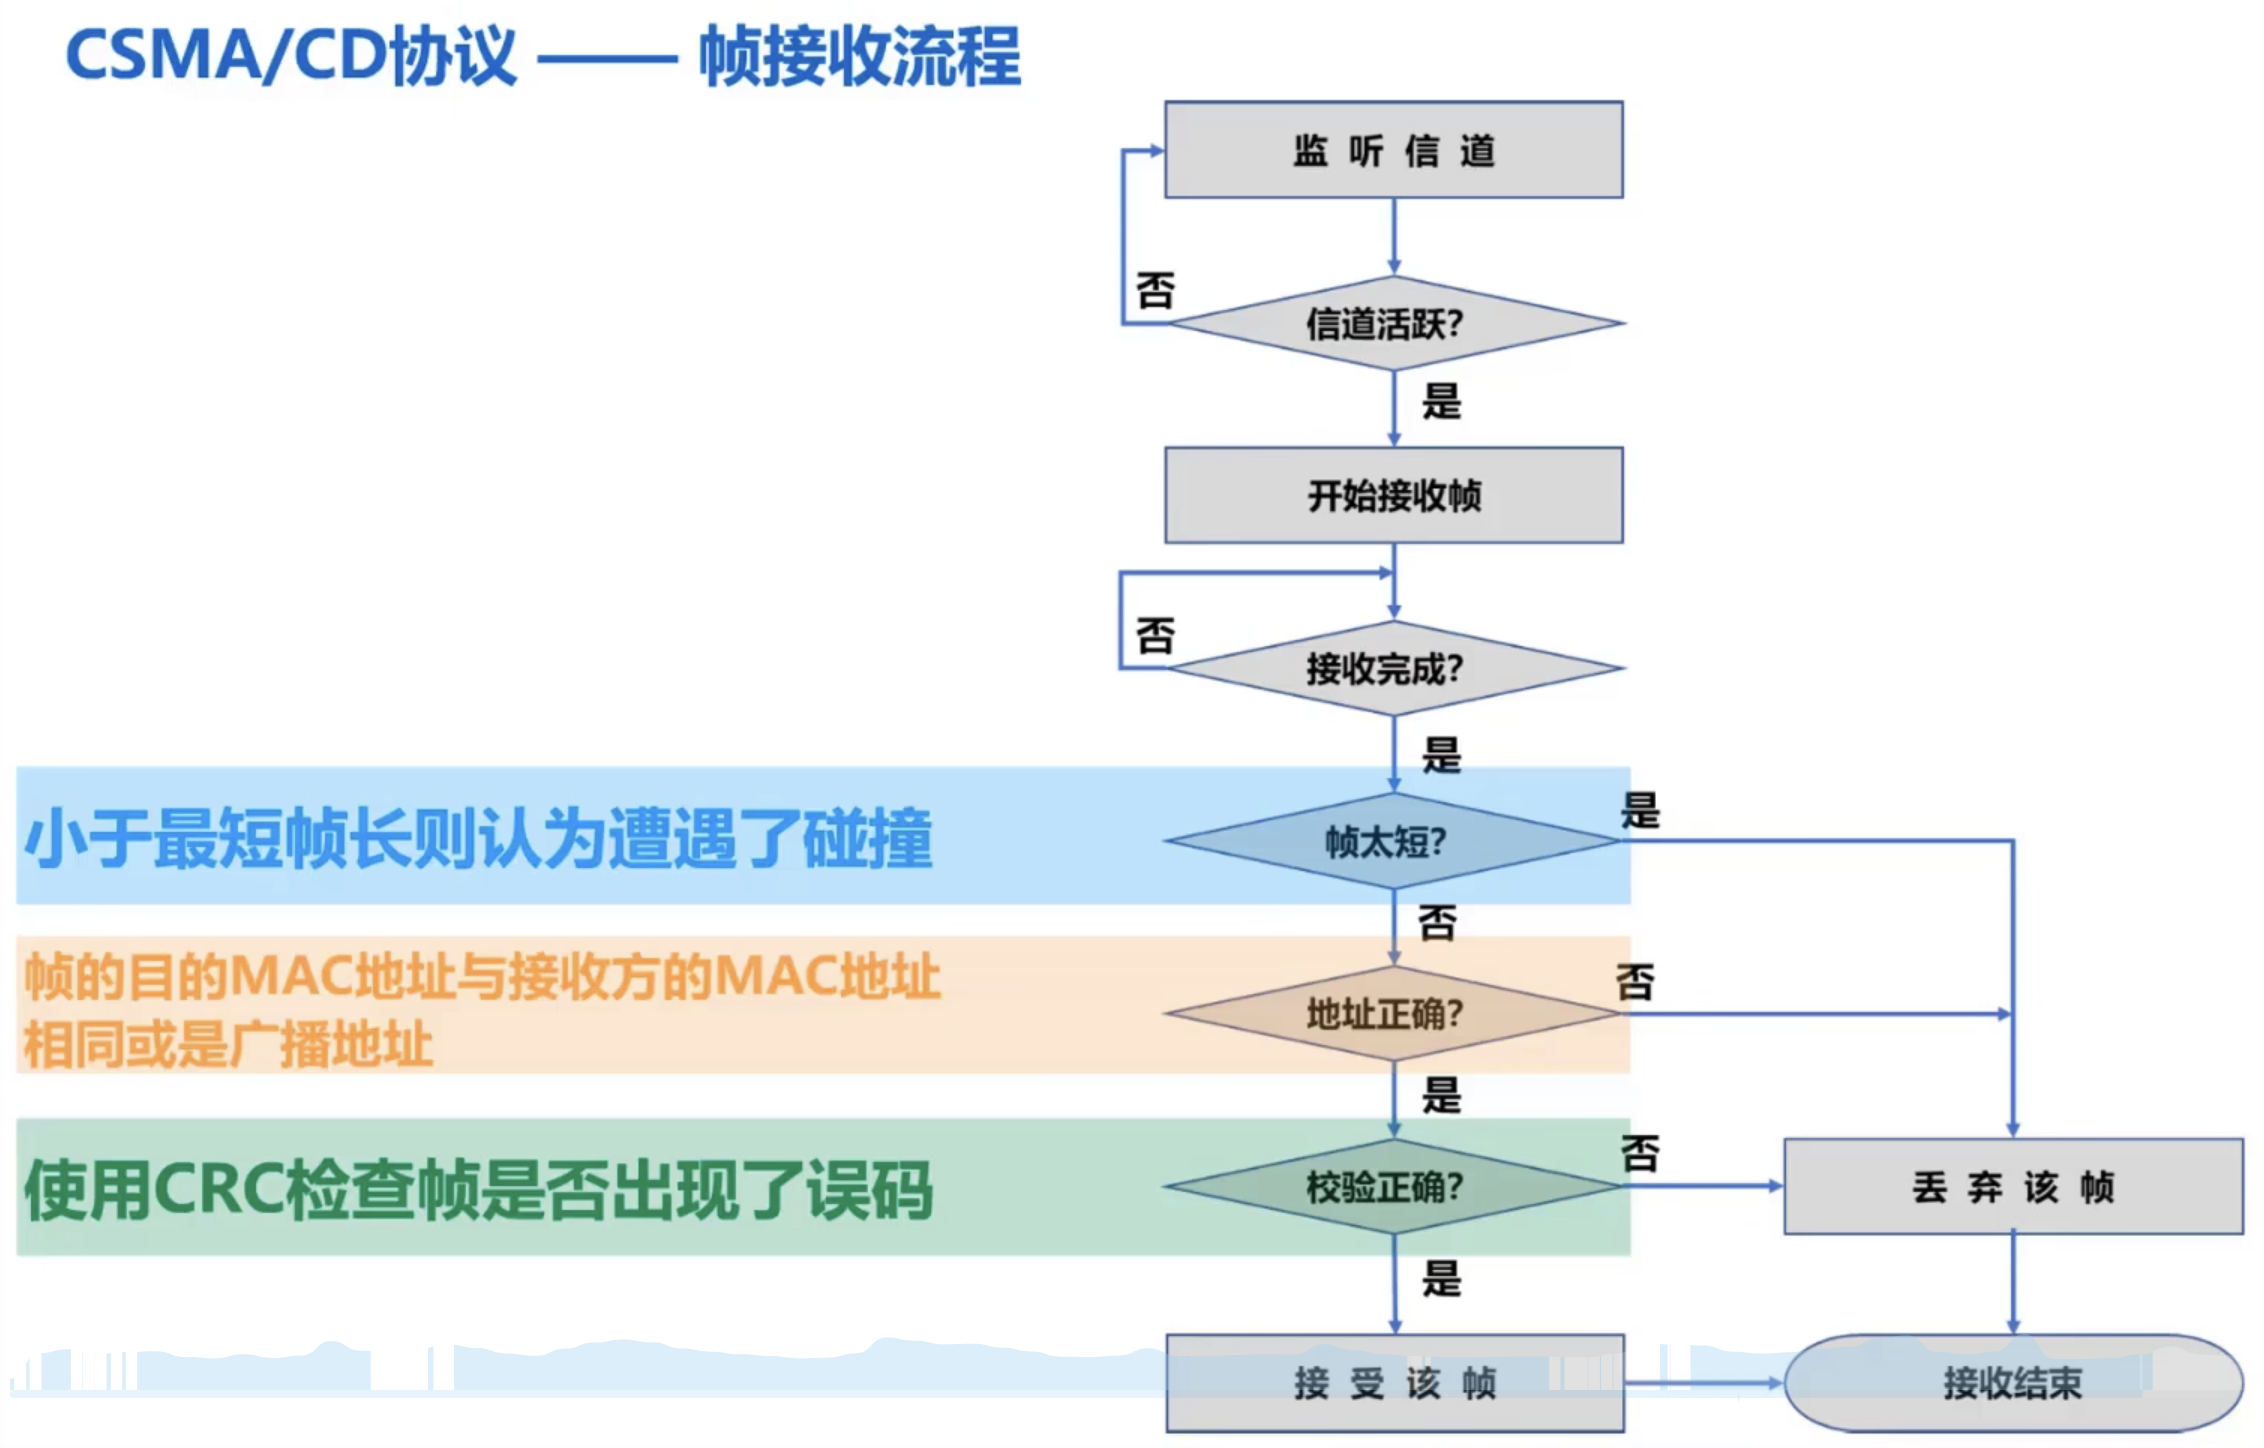 CSMA/CD协议 —— 帧接收流程
监 听 信 道
否
信道活跃?
是
开始接收帧
否
接收完成?
是
小于最短帧长则认为遭遇了碰撞
帧太短?
是
否
帧的目的MAC地址与接收方的MAC地址
相同或是广播地址
地址正确?
否
是
使用CRC检查帧是否出现了误码
校验正确?
否
丢 弃 该 帧
是
接 受 该 帧
接收结束